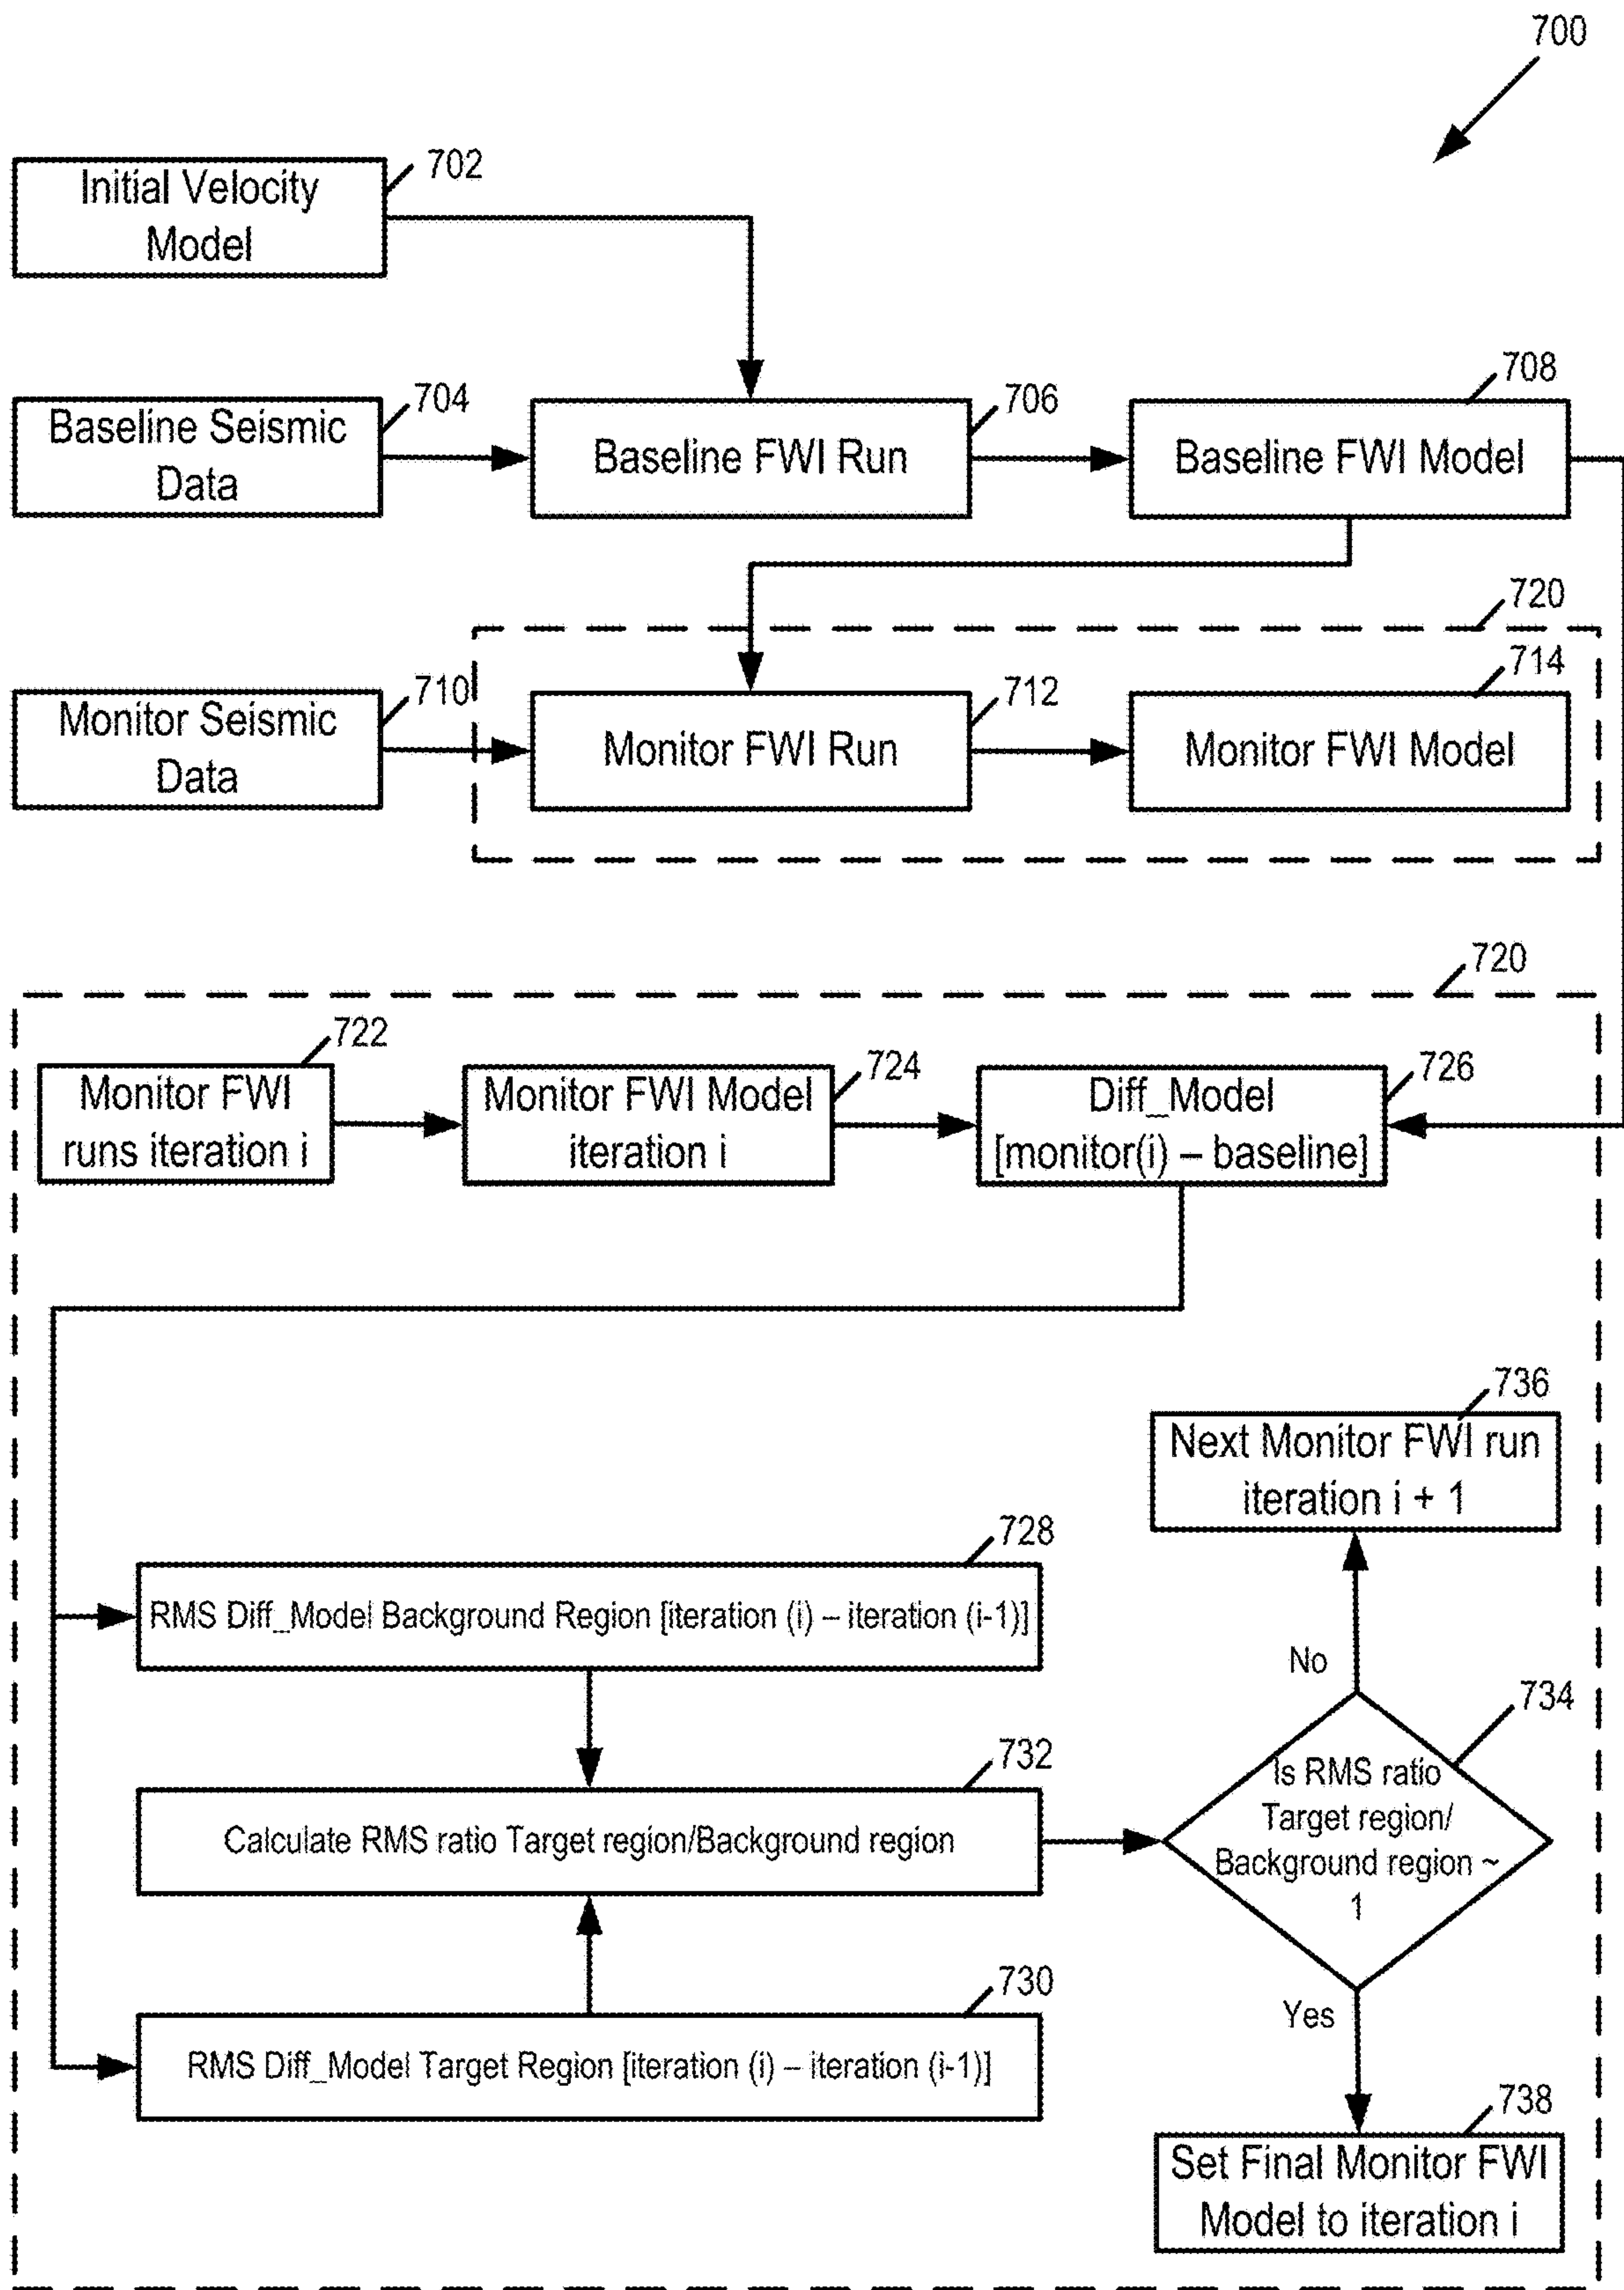 700
702
Initial Velocity
Model
704
Baseline Seismic
Data
706
Baseline FWI Run
708
Baseline FWI Model
720
710
Monitor Seismic
Data
712
Monitor FWI Run
714
Monitor FWI Model
720
722
Monitor FWI
runs iteration i
724
Monitor FWI Model
iteration i
726
Diff_Model
[monitor(i) – baseline]
736
Next Monitor FWI run
iteration i + 1
728
RMS Diff_Model Background Region [iteration (i) – iteration (i-1)]
No
734
Is RMS ratio
Target region/
Background region ~
1
732
Calculate RMS ratio Target region/Background region
730
RMS Diff_Model Target Region [iteration (i) – iteration (i-1)]
Yes
738
Set Final Monitor FWI
Model to iteration i